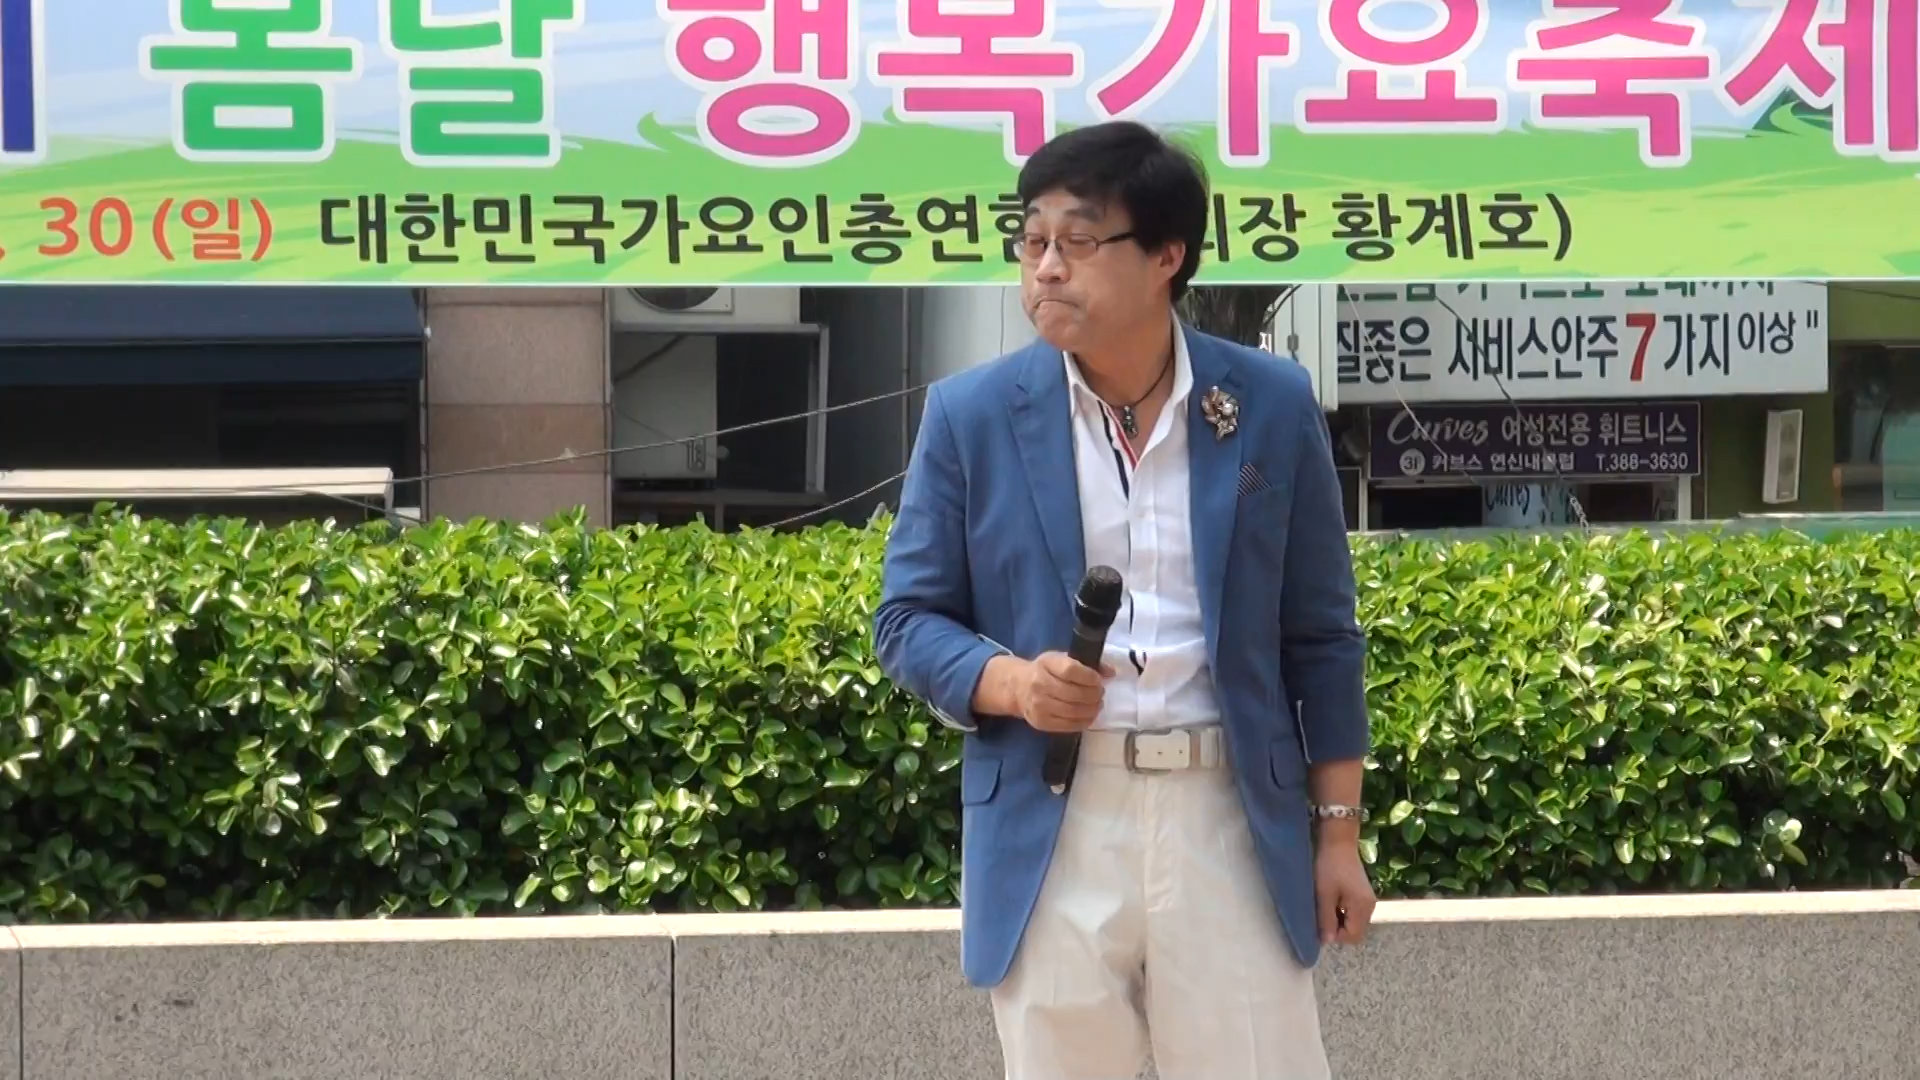 봄날 행복가요축제
30(일) 대한민국가요인총연합 회장 황계호)
질좋은 서비스안주 7가지 이상"
Curves 여성전용 휘트니스
3F 커브스 연신내클럽 T.388-3630
Curves